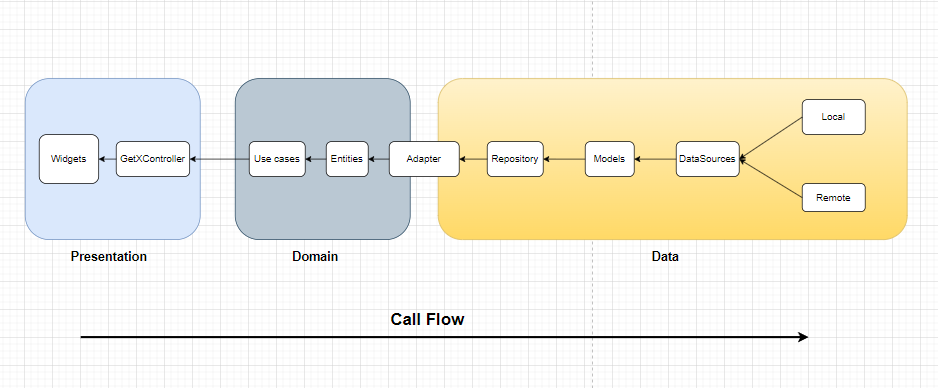 Widgets
GetXController
Use cases
Entities
Adapter
Repository
Models
DataSources
Local
Remote
Presentation
Domain
Data
Call Flow